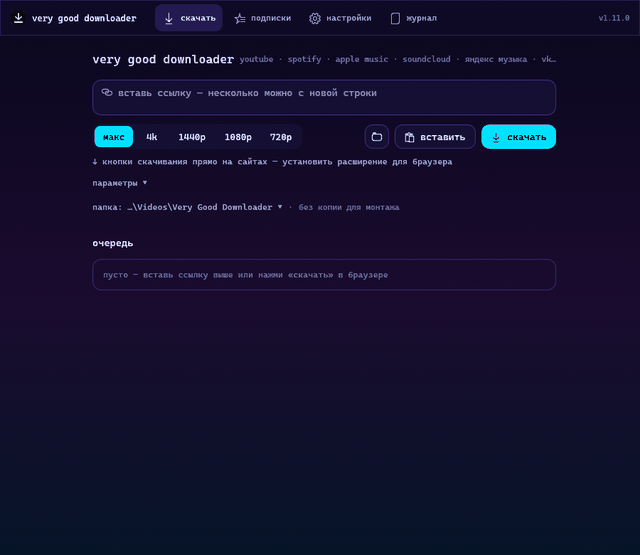 very good downloader скачать подписки настройки журнал v1.11.0
very good downloader youtube · spotify · apple music · soundcloud · яндекс музыка · vk…
вставь ссылку — несколько можно с новой строки
макс 4k 1440p 1080p 720p вставить скачать
↓ кнопки скачивания прямо на сайтах — установить расширение для браузера
параметры ▼
папка: …\Videos\Very Good Downloader ▼ · без копии для монтажа
очередь
пусто — вставь ссылку выше или нажми «скачать» в браузере